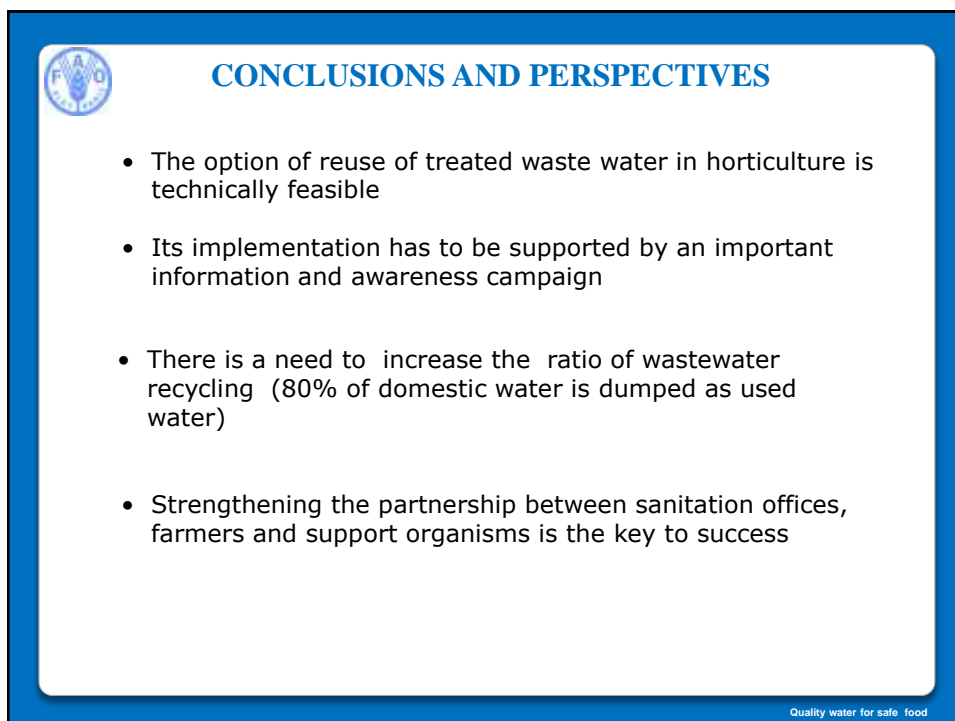 F A O
FIAT PANIS
CONCLUSIONS AND PERSPECTIVES
• The option of reuse of treated waste water in horticulture is
technically feasible
• Its implementation has to be supported by an important
information and awareness campaign
• There is a need to increase the ratio of wastewater
recycling (80% of domestic water is dumped as used
water)
• Strengthening the partnership between sanitation offices,
farmers and support organisms is the key to success
Quality water for safe food